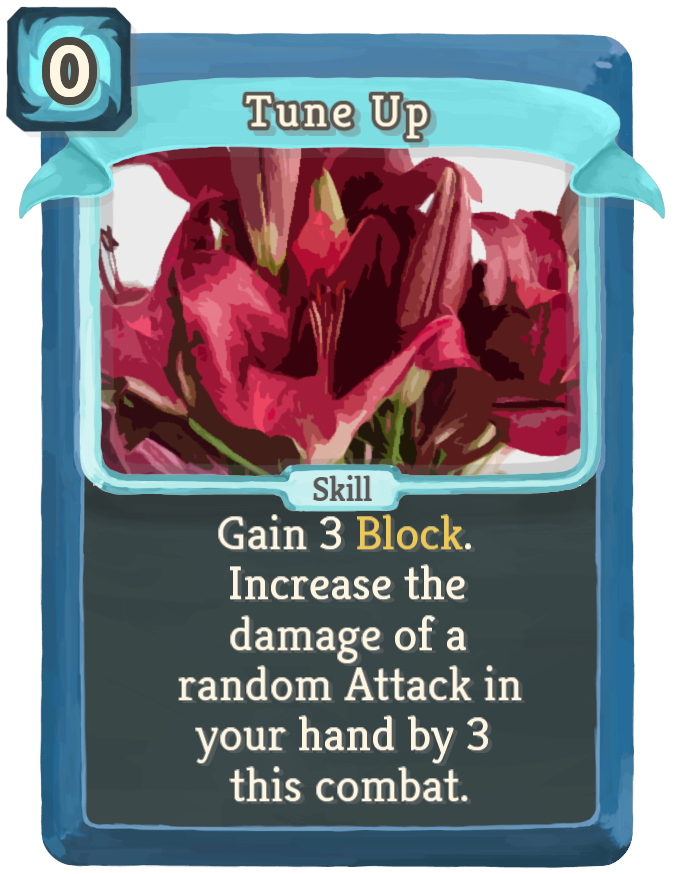 0
Tune Up
Skill
Gain 3 Block.
Increase the
damage of a
random Attack in
your hand by 3
this combat.